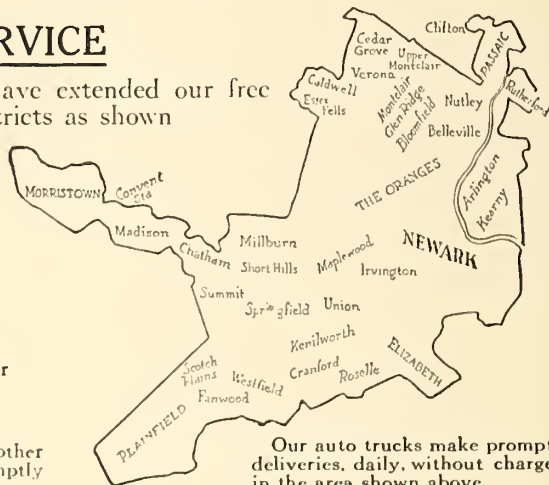 RVICE
ave extended our free
tricts as shown
Clifton
PASSAIC
Cedar
Grove
Upper
Montclair
Verona
Rutherford
Caldwell
Essex
Fells
Montclair
Glen Ridge
Bloomfield
Nutley
Belleville
THE ORANGES
Arlington
Kearny
MORRISTOWN
Convent
Sta
Madison
Chatham
Millburn
Short Hills
Maplewood
NEWARK
Irvington
Summit
Springfield
Union
Kenilworth
ELIZABETH
Scotch
Plains
Westfield
Cranford
Roselle
Fanwood
PLAINFIELD
r
other
mptly
Our auto trucks make prompt
deliveries, daily, without charge
in the area shown above